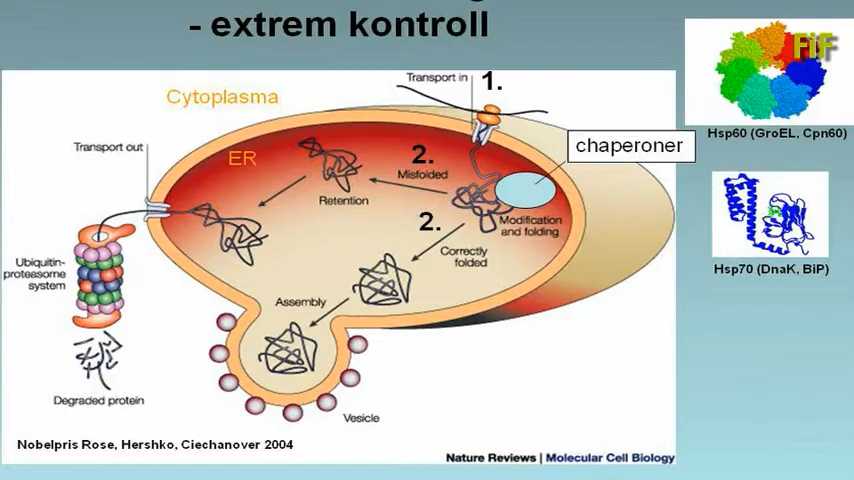 - extrem kontroll
FiF
Transport in
1.
Cytoplasma
Hsp60 (GroEL, Cpn60)
Transport out
ER
2.
chaperoner
Misfolded
Retention
Modification
and folding
2.
Correctly
folded
Ubiquitin-
proteasome
system
Hsp70 (DnaK, BiP)
Assembly
Degraded protein
Vesicle
Nobelpris Rose, Hershko, Ciechanover 2004
Nature Reviews | Molecular Cell Biology